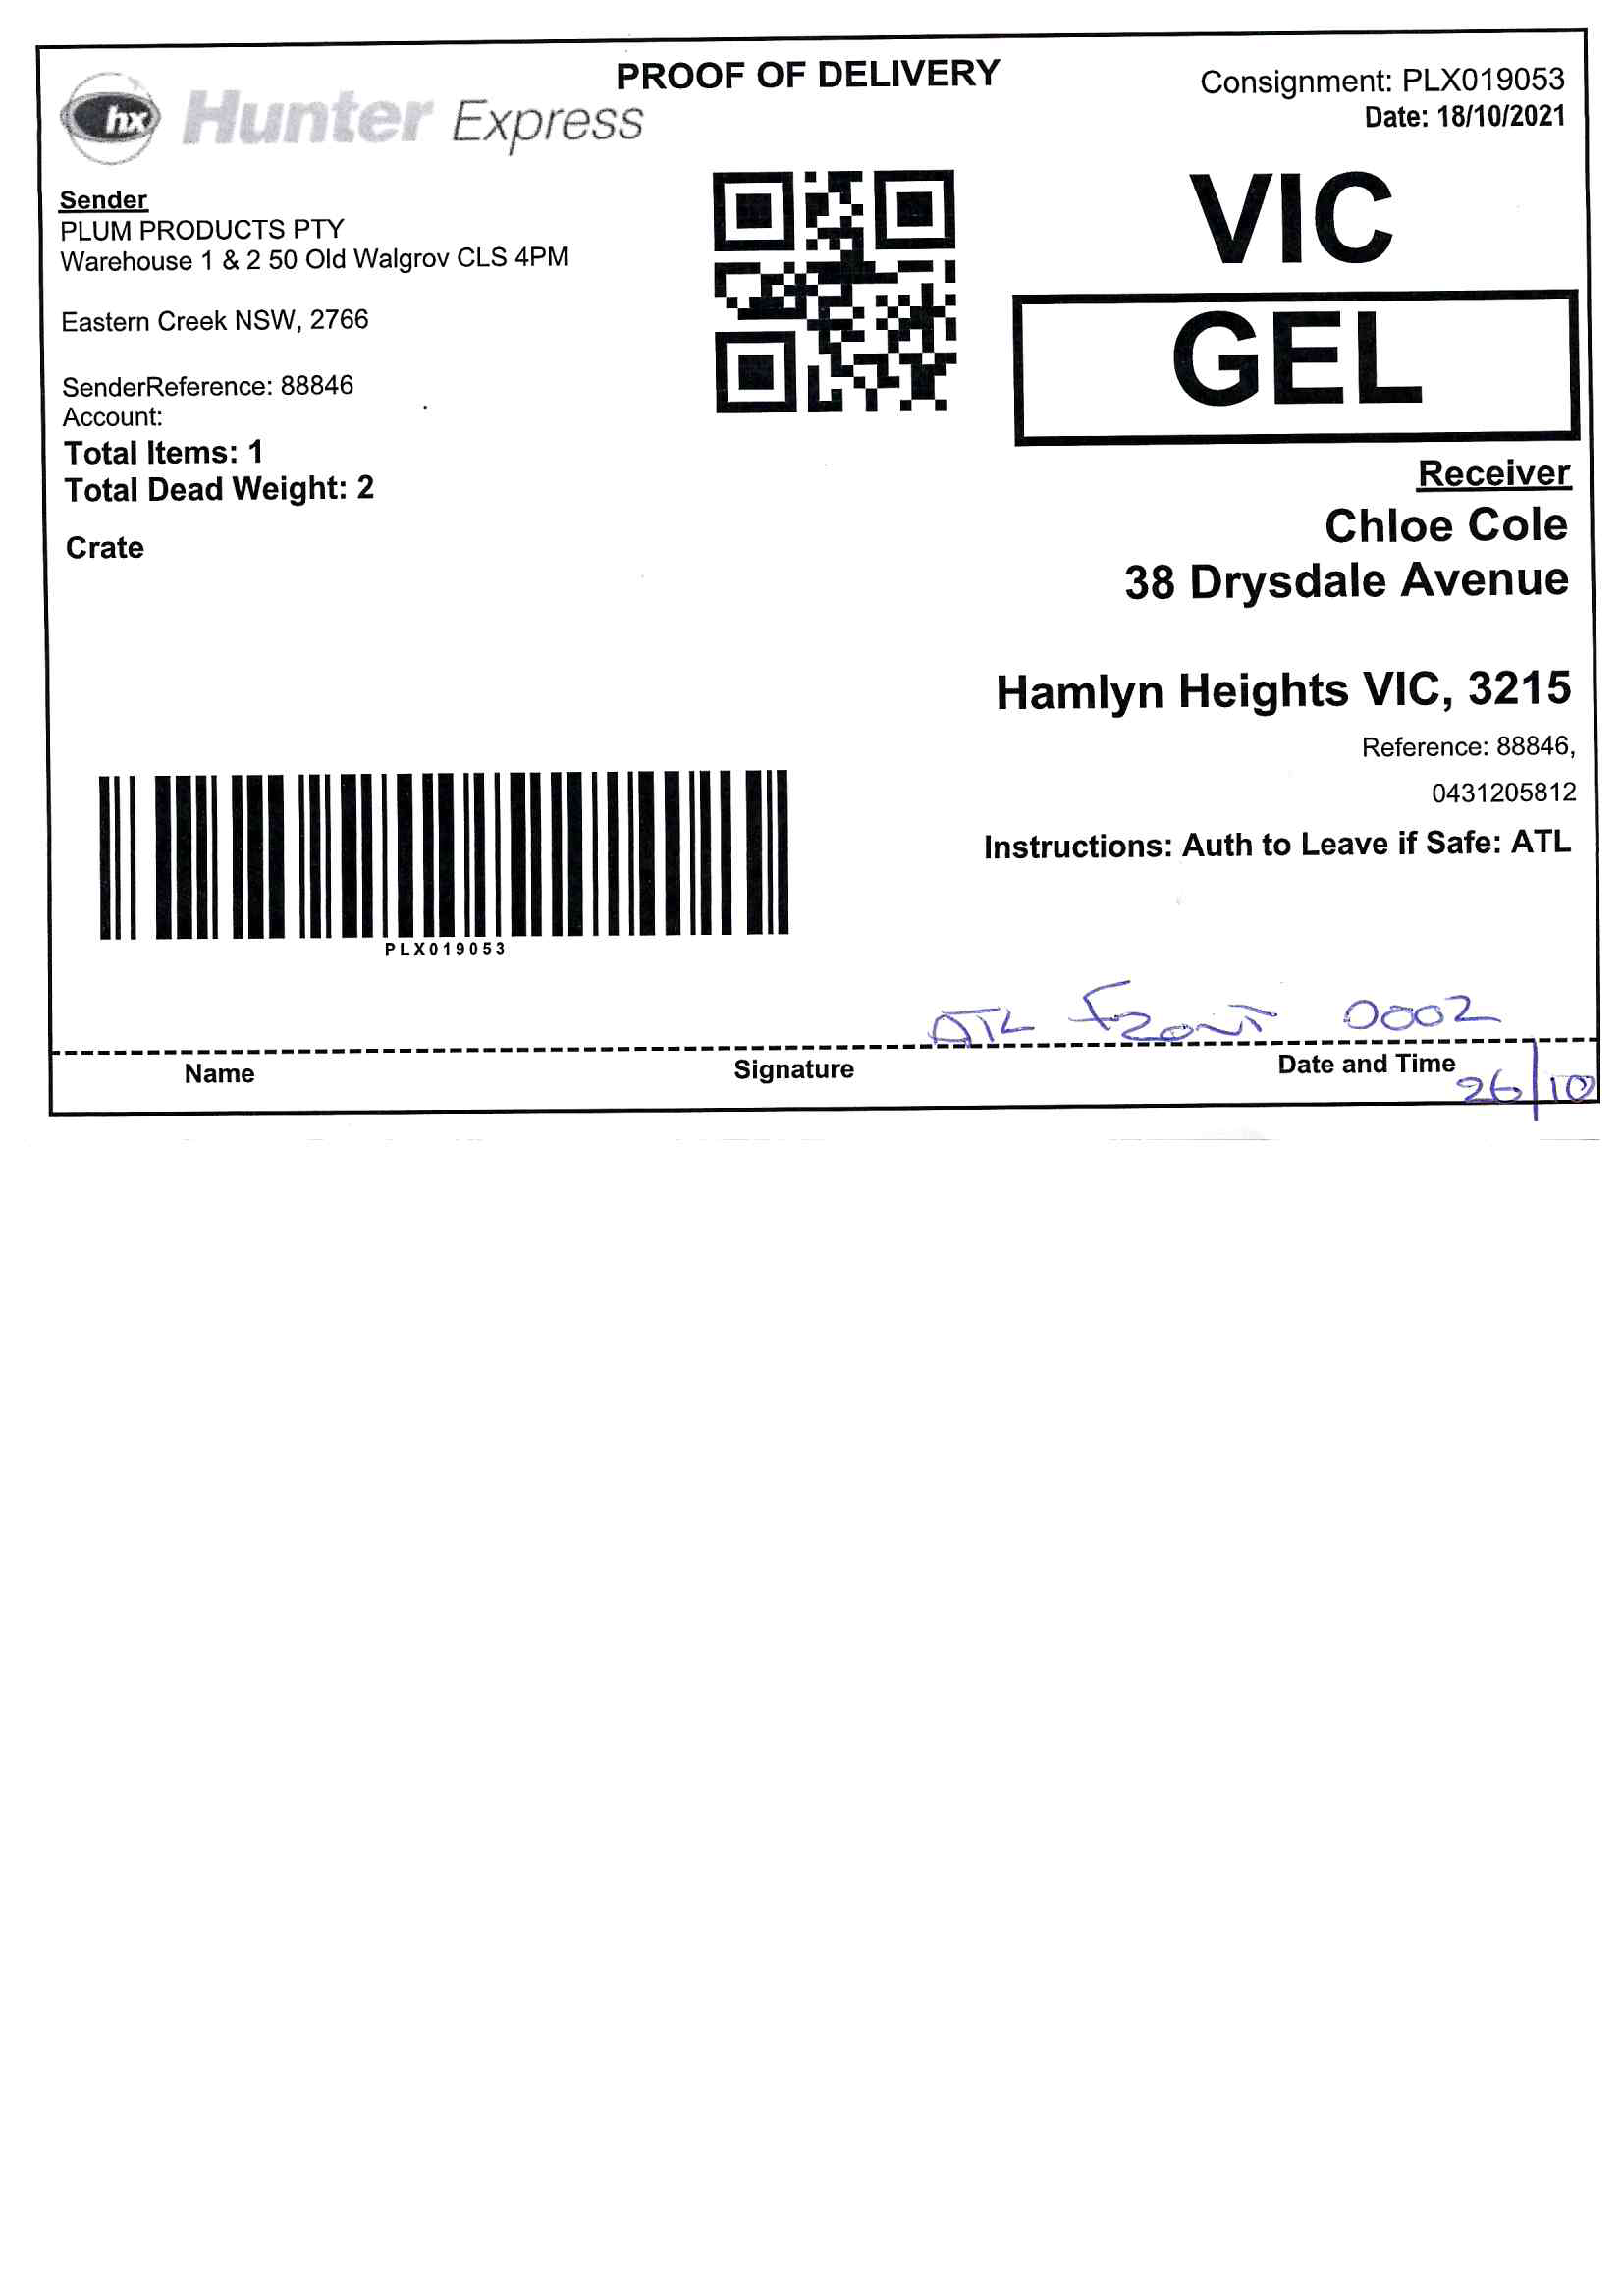 PROOF OF DELIVERY
Consignment: PLX019053
Date: 18/10/2021
hx Hunter Express
Sender
PLUM PRODUCTS PTY
Warehouse 1 & 2 50 Old Walgrov CLS 4PM
Eastern Creek NSW, 2766
SenderReference: 88846
Account:
Total Items: 1
Total Dead Weight: 2
Crate
VIC
GEL
Receiver
Chloe Cole
38 Drysdale Avenue
Hamlyn Heights VIC, 3215
Reference: 88846,
0431205812
Instructions: Auth to Leave if Safe: ATL
PLX019053
ATL FRONT 0002
Name
Signature
Date and Time
26/10